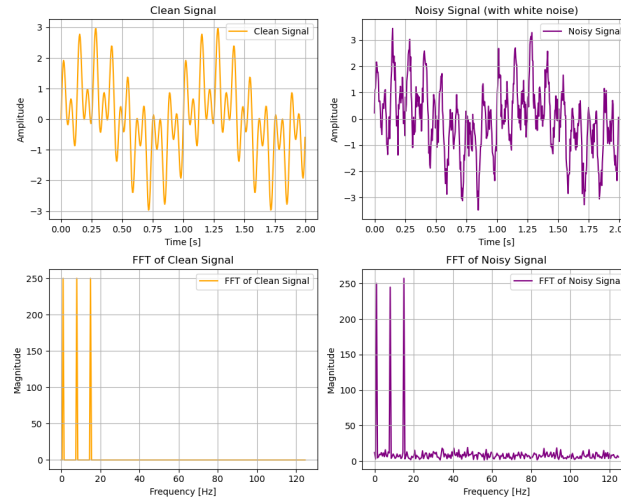 Clean Signal
Clean Signal
3
2
1
0
−1
−2
−3
Amplitude
0.00 0.25 0.50 0.75 1.00 1.25 1.50 1.75 2.00
Time [s]
Noisy Signal (with white noise)
Noisy Signal
3
2
1
0
−1
−2
−3
Amplitude
0.00 0.25 0.50 0.75 1.00 1.25 1.50 1.75 2.00
Time [s]
FFT of Clean Signal
FFT of Clean Signal
250
200
150
100
50
0
Magnitude
0 20 40 60 80 100 120
Frequency [Hz]
FFT of Noisy Signal
FFT of Noisy Signal
250
200
150
100
50
0
Magnitude
0 20 40 60 80 100 120
Frequency [Hz]